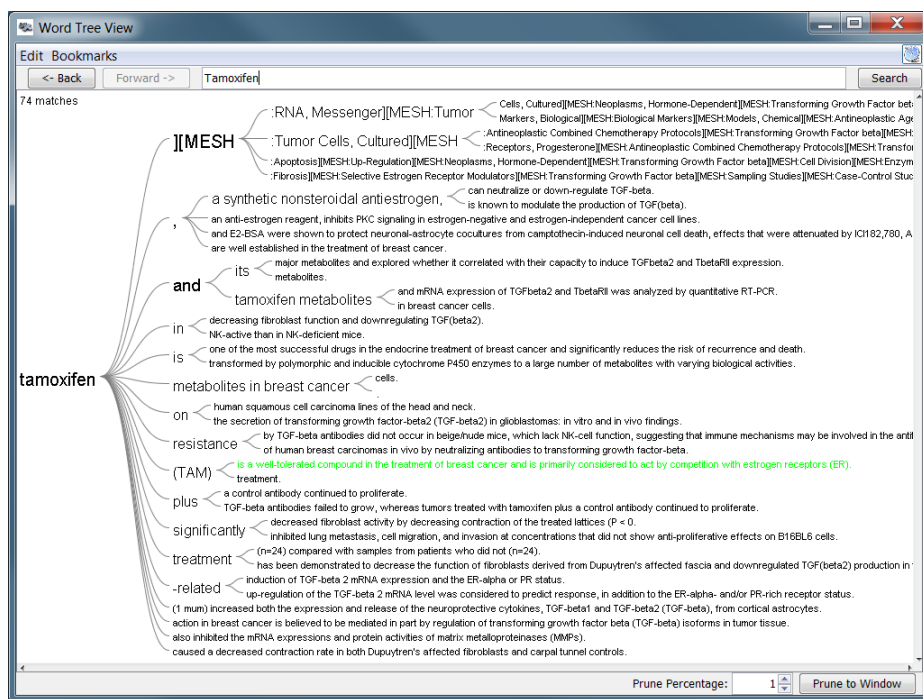 Word Tree View
Edit Bookmarks
<- Back Forward -> Tamoxifen Search
74 matches
tamoxifen
][MESH
:RNA, Messenger][MESH:Tumor
Cells, Cultured][MESH:Neoplasms, Hormone-Dependent][MESH:Transforming Growth Factor beta
Markers, Biological][MESH:Biological Markers][MESH:Models, Chemical][MESH:Antineoplastic Age
:Tumor Cells, Cultured][MESH
:Antineoplastic Combined Chemotherapy Protocols][MESH:Transforming Growth Factor beta][MESH:
:Receptors, Progesterone][MESH:Antineoplastic Combined Chemotherapy Protocols][MESH:Transfor
:Apoptosis][MESH:Up-Regulation][MESH:Neoplasms, Hormone-Dependent][MESH:Transforming Growth Factor beta][MESH:Cell Division][MESH:Enzym
:Fibrosis][MESH:Selective Estrogen Receptor Modulators][MESH:Transforming Growth Factor beta][MESH:Sampling Studies][MESH:Case-Control Stud
,
a synthetic nonsteroidal antiestrogen,
can neutralize or down-regulate TGF-beta.
is known to modulate the production of TGF(beta).
an anti-estrogen reagent, inhibits PKC signaling in estrogen-negative and estrogen-independent cancer cell lines.
and E2-BSA were shown to protect neuronal-astrocyte cocultures from camptothecin-induced neuronal cell death, effects that were attenuated by ICI182,780, A
are well established in the treatment of breast cancer.
and
its
major metabolites and explored whether it correlated with their capacity to induce TGFbeta2 and TbetaRII expression.
metabolites.
tamoxifen metabolites
and mRNA expression of TGFbeta2 and TbetaRII was analyzed by quantitative RT-PCR.
in breast cancer cells.
in
decreasing fibroblast function and downregulating TGF(beta2).
NK-active than in NK-deficient mice.
is
one of the most successful drugs in the endocrine treatment of breast cancer and significantly reduces the risk of recurrence and death.
transformed by polymorphic and inducible cytochrome P450 enzymes to a large number of metabolites with varying biological activities.
metabolites in breast cancer
cells.
.
on
human squamous cell carcinoma lines of the head and neck.
the secretion of transforming growth factor-beta2 (TGF-beta2) in glioblastomas: in vitro and in vivo findings.
resistance
by TGF-beta antibodies did not occur in beige/nude mice, which lack NK-cell function, suggesting that immune mechanisms may be involved in the antit
of human breast carcinomas in vivo by neutralizing antibodies to transforming growth factor-beta.
(TAM)
is a well-tolerated compound in the treatment of breast cancer and is primarily considered to act by competition with estrogen receptors (ER).
treatment.
plus
a control antibody continued to proliferate.
TGF-beta antibodies failed to grow, whereas tumors treated with tamoxifen plus a control antibody continued to proliferate.
significantly
decreased fibroblast activity by decreasing contraction of the treated lattices (P < 0.
inhibited lung metastasis, cell migration, and invasion at concentrations that did not show anti-proliferative effects on B16BL6 cells.
treatment
(n=24) compared with samples from patients who did not (n=24).
has been demonstrated to decrease the function of fibroblasts derived from Dupuytren's affected fascia and downregulated TGF(beta2) production in
-related
induction of TGF-beta 2 mRNA expression and the ER-alpha or PR status.
up-regulation of the TGF-beta 2 mRNA level was considered to predict response, in addition to the ER-alpha- and/or PR-rich receptor status.
(1 mum) increased both the expression and release of the neuroprotective cytokines, TGF-beta1 and TGF-beta2 (TGF-beta), from cortical astrocytes.
action in breast cancer is believed to be mediated in part by regulation of transforming growth factor beta (TGF-beta) isoforms in tumor tissue.
also inhibited the mRNA expressions and protein activities of matrix metalloproteinases (MMPs).
caused a decreased contraction rate in both Dupuytren's affected fibroblasts and carpal tunnel controls.
Prune Percentage: 1 Prune to Window